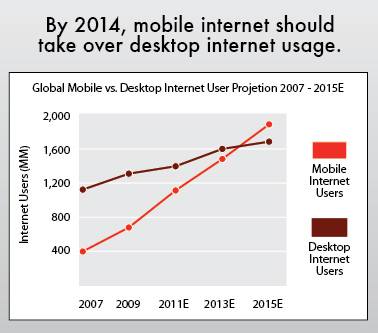 By 2014, mobile internet should
take over desktop internet usage.
Global Mobile vs. Desktop Internet User Projetion 2007 - 2015E
Internet Users (MM)
2,000
1,600
1,200
800
400
2007 2009 2011E 2013E 2015E
Mobile
Internet
Users
Desktop
Internet
Users